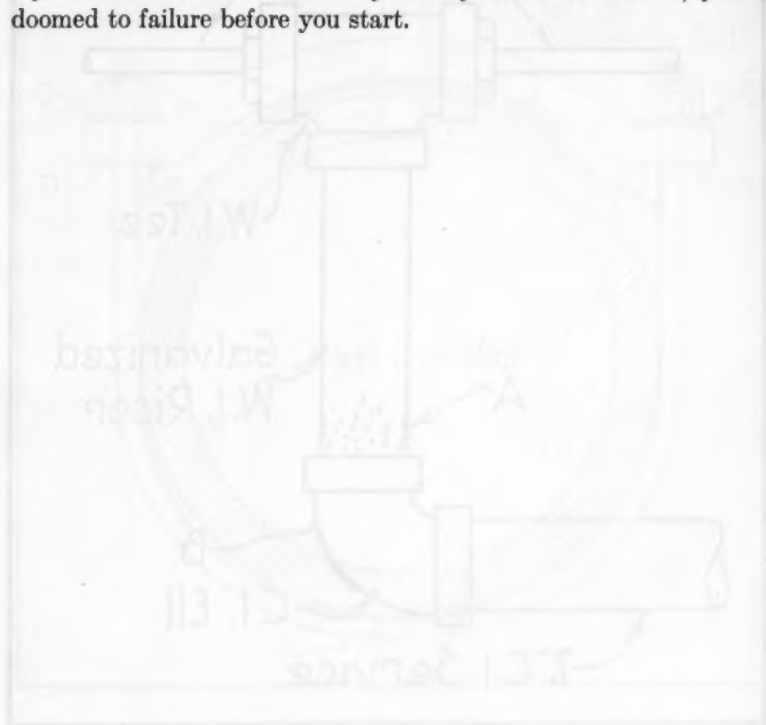 doomed to failure before you start.
W.I. Tee
Galvanized
W.I. Riser
A
B
C.I. Ell
2" C.I. Service